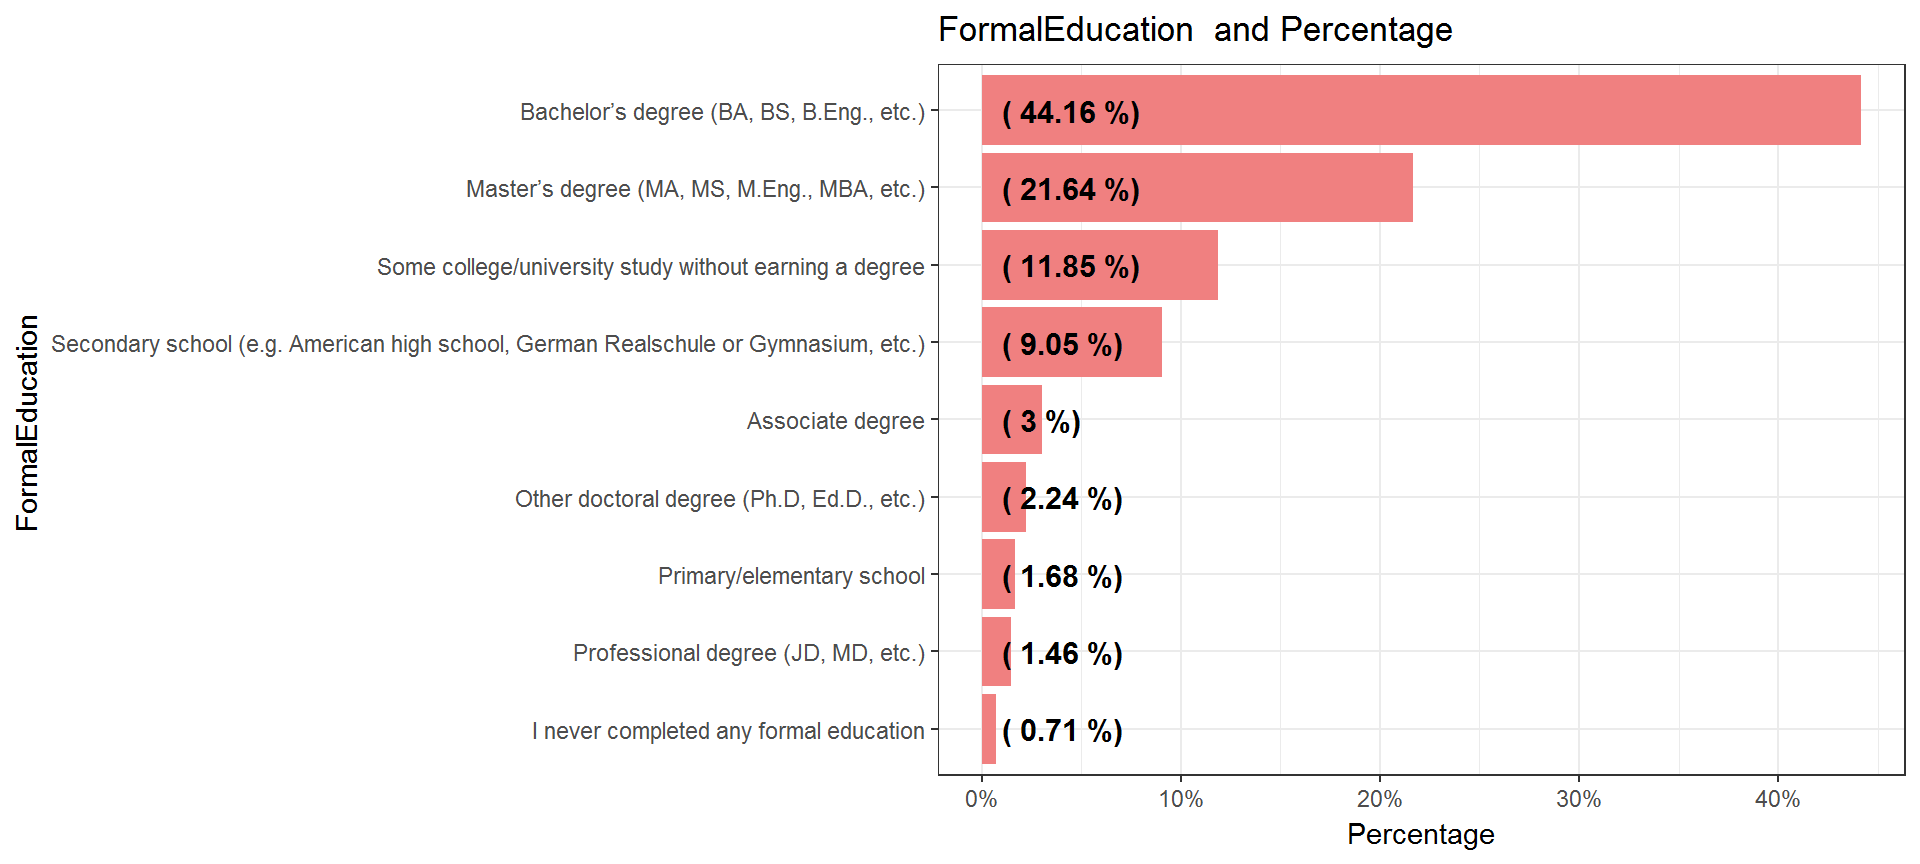 FormalEducation  and Percentage
FormalEducation
Bachelor’s degree (BA, BS, B.Eng., etc.)
( 44.16 %)
Master’s degree (MA, MS, M.Eng., MBA, etc.)
( 21.64 %)
Some college/university study without earning a degree
( 11.85 %)
Secondary school (e.g. American high school, German Realschule or Gymnasium, etc.)
( 9.05 %)
Associate degree
( 3 %)
Other doctoral degree (Ph.D, Ed.D., etc.)
( 2.24 %)
Primary/elementary school
( 1.68 %)
Professional degree (JD, MD, etc.)
( 1.46 %)
I never completed any formal education
( 0.71 %)
0% 10% 20% 30% 40%
Percentage